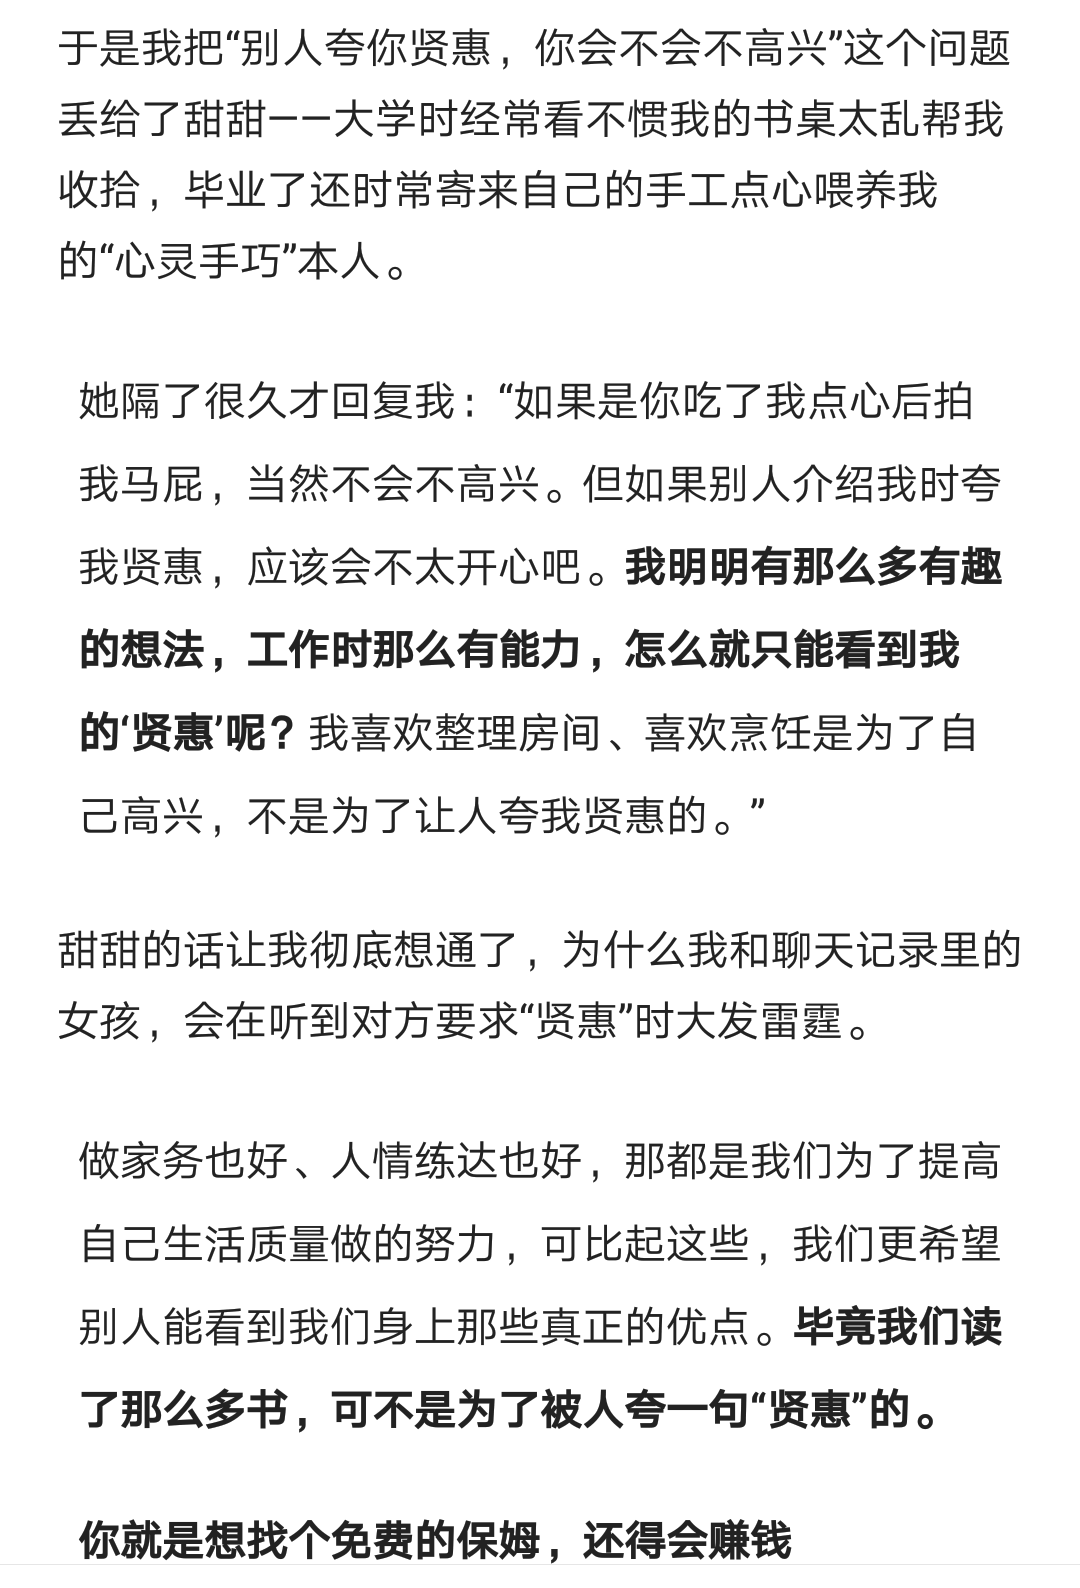 于是我把“别人夸你贤惠，你会不会不高兴”这个问题
丢给了甜甜——大学时经常看不惯我的书桌太乱帮我
收拾，毕业了还时常寄来自己的手工点心喂养我
的“心灵手巧”本人。
她隔了很久才回复我：“如果是你吃了我点心后拍
我马屁，当然不会不高兴。但如果别人介绍我时夸
我贤惠，应该会不太开心吧。我明明有那么多有趣
的想法，工作时那么有能力，怎么就只能看到我
的‘贤惠’呢？我喜欢整理房间、喜欢烹饪是为了自
己高兴，不是为了让人夸我贤惠的。”
甜甜的话让我彻底想通了，为什么我和聊天记录里的
女孩，会在听到对方要求“贤惠”时大发雷霆。
做家务也好、人情练达也好，那都是我们为了提高
自己生活质量做的努力，可比起这些，我们更希望
别人能看到我们身上那些真正的优点。毕竟我们读
了那么多书，可不是为了被人夸一句“贤惠”的。
你就是想找个免费的保姆，还得会赚钱